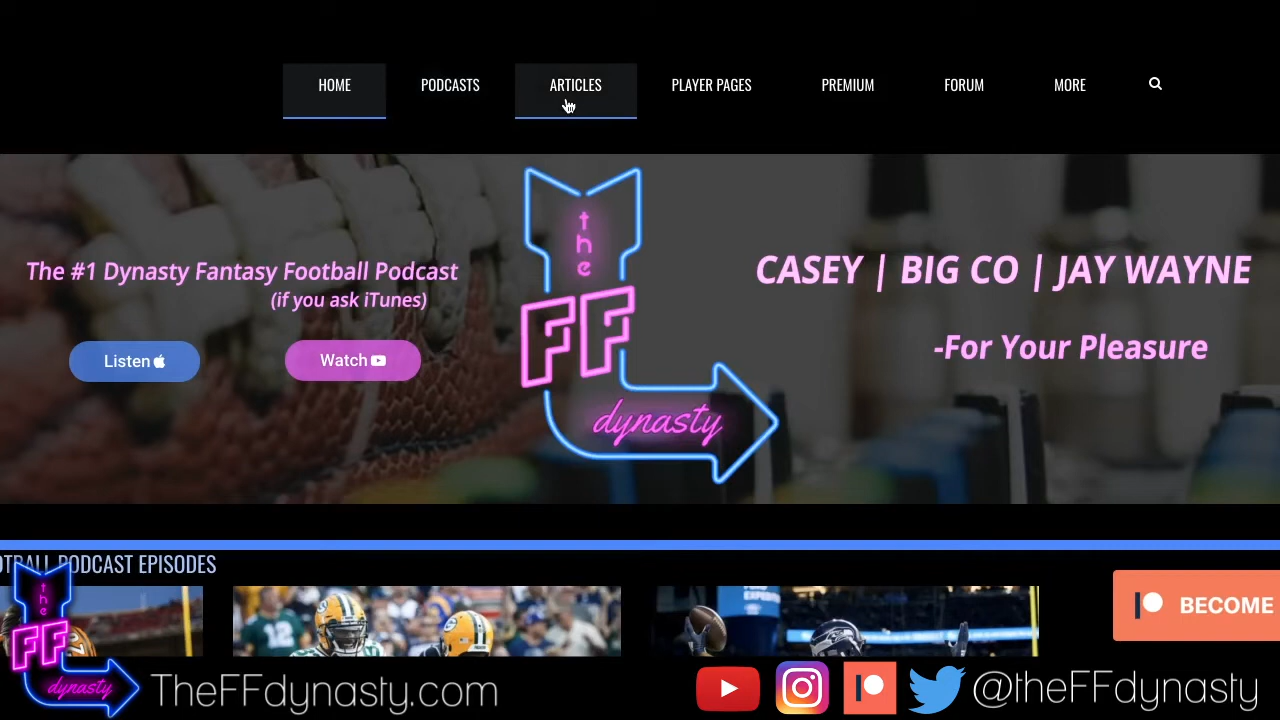 HOME PODCASTS ARTICLES PLAYER PAGES PREMIUM FORUM MORE
the
FF
dynasty
The #1 Dynasty Fantasy Football Podcast
(if you ask iTunes)
Listen
Watch
CASEY | BIG CO | JAY WAYNE
-For Your Pleasure
PODCAST EPISODES
12
BECOME
the
FF
dynasty
TheFFdynasty.com
@theFFdynasty